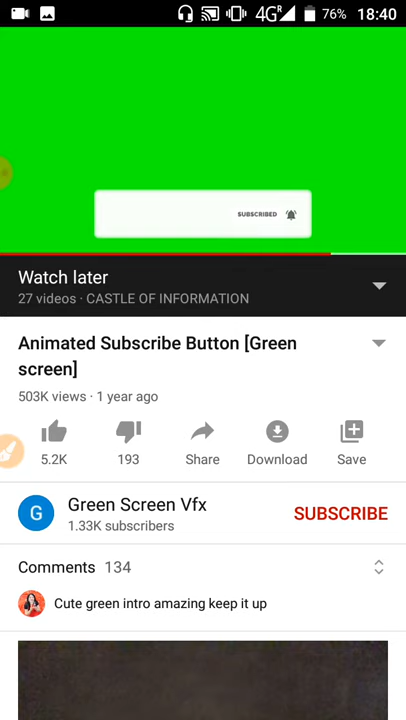 4G R 76% 18:40
SUBSCRIBED
Watch later
27 videos · CASTLE OF INFORMATION
Animated Subscribe Button [Green
screen]
503K views · 1 year ago
5.2K 193 Share Download Save
G Green Screen Vfx SUBSCRIBE
1.33K subscribers
Comments 134
Cute green intro amazing keep it up